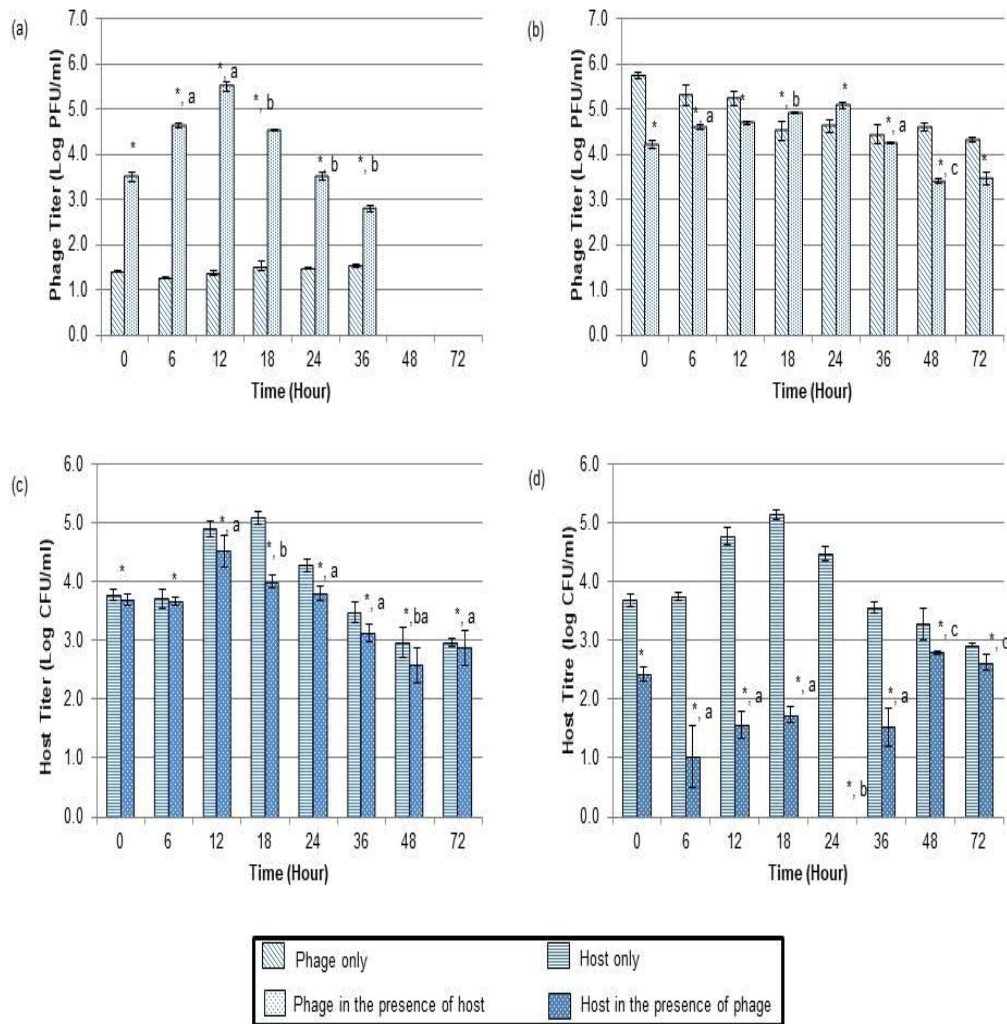 (a)
Phage Titer (Log PFU/ml)
7.0
6.0
5.0
4.0
3.0
2.0
1.0
0.0
*
*, a
*, a
*, b
*, b
*, b
0 6 12 18 24 36 48 72
Time (Hour)
(b)
Phage Titer (Log PFU/ml)
7.0
6.0
5.0
4.0
3.0
2.0
1.0
0.0
*
*, a
*
*, b
*
*, a
*, c
*
0 6 12 18 24 36 48 72
Time (Hour)
(c)
Host Titer (Log CFU/ml)
6.0
5.0
4.0
3.0
2.0
1.0
0.0
*
*
*, a
*, b
*, a
*, a
*, ba
*, a
0 6 12 18 24 36 48 72
Time (Hour)
(d)
Host Titre (log CFU/ml)
6.0
5.0
4.0
3.0
2.0
1.0
0.0
*
*, a
*, a
*, a
*, b
*, a
*, c
*, c
0 6 12 18 24 36 48 72
Time (Hour)
Phage only
Host only
Phage in the presence of host
Host in the presence of phage